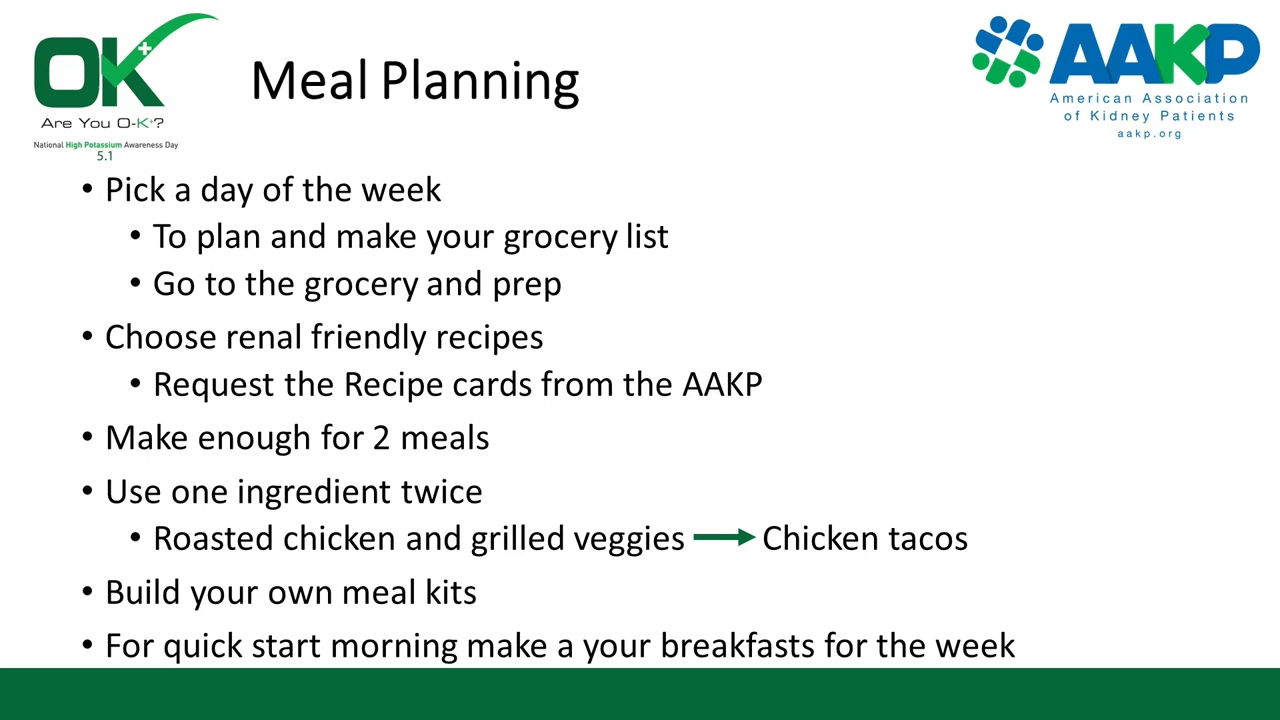 OK
Are You O-K+?
National High Potassium Awareness Day
5.1
Meal Planning
AAKP
American Association
of Kidney Patients
aakp.org
• Pick a day of the week
• To plan and make your grocery list
• Go to the grocery and prep
• Choose renal friendly recipes
• Request the Recipe cards from the AAKP
• Make enough for 2 meals
• Use one ingredient twice
• Roasted chicken and grilled veggies → Chicken tacos
• Build your own meal kits
• For quick start morning make a your breakfasts for the week